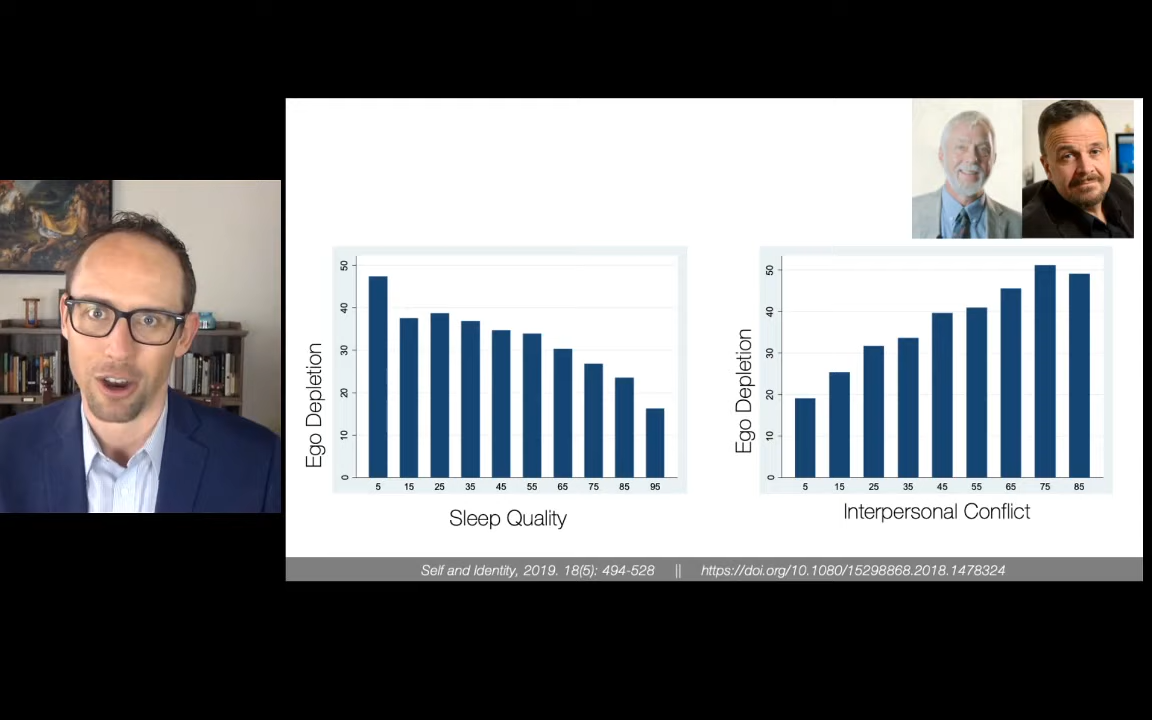 50
40
30
20
10
0
Ego Depletion
5 15 25 35 45 55 65 75 85 95
Sleep Quality
50
40
30
20
10
0
Ego Depletion
5 15 25 35 45 55 65 75 85
Interpersonal Conflict
Self and Identity, 2019. 18(5): 494-528 || https://doi.org/10.1080/15298868.2018.1478324